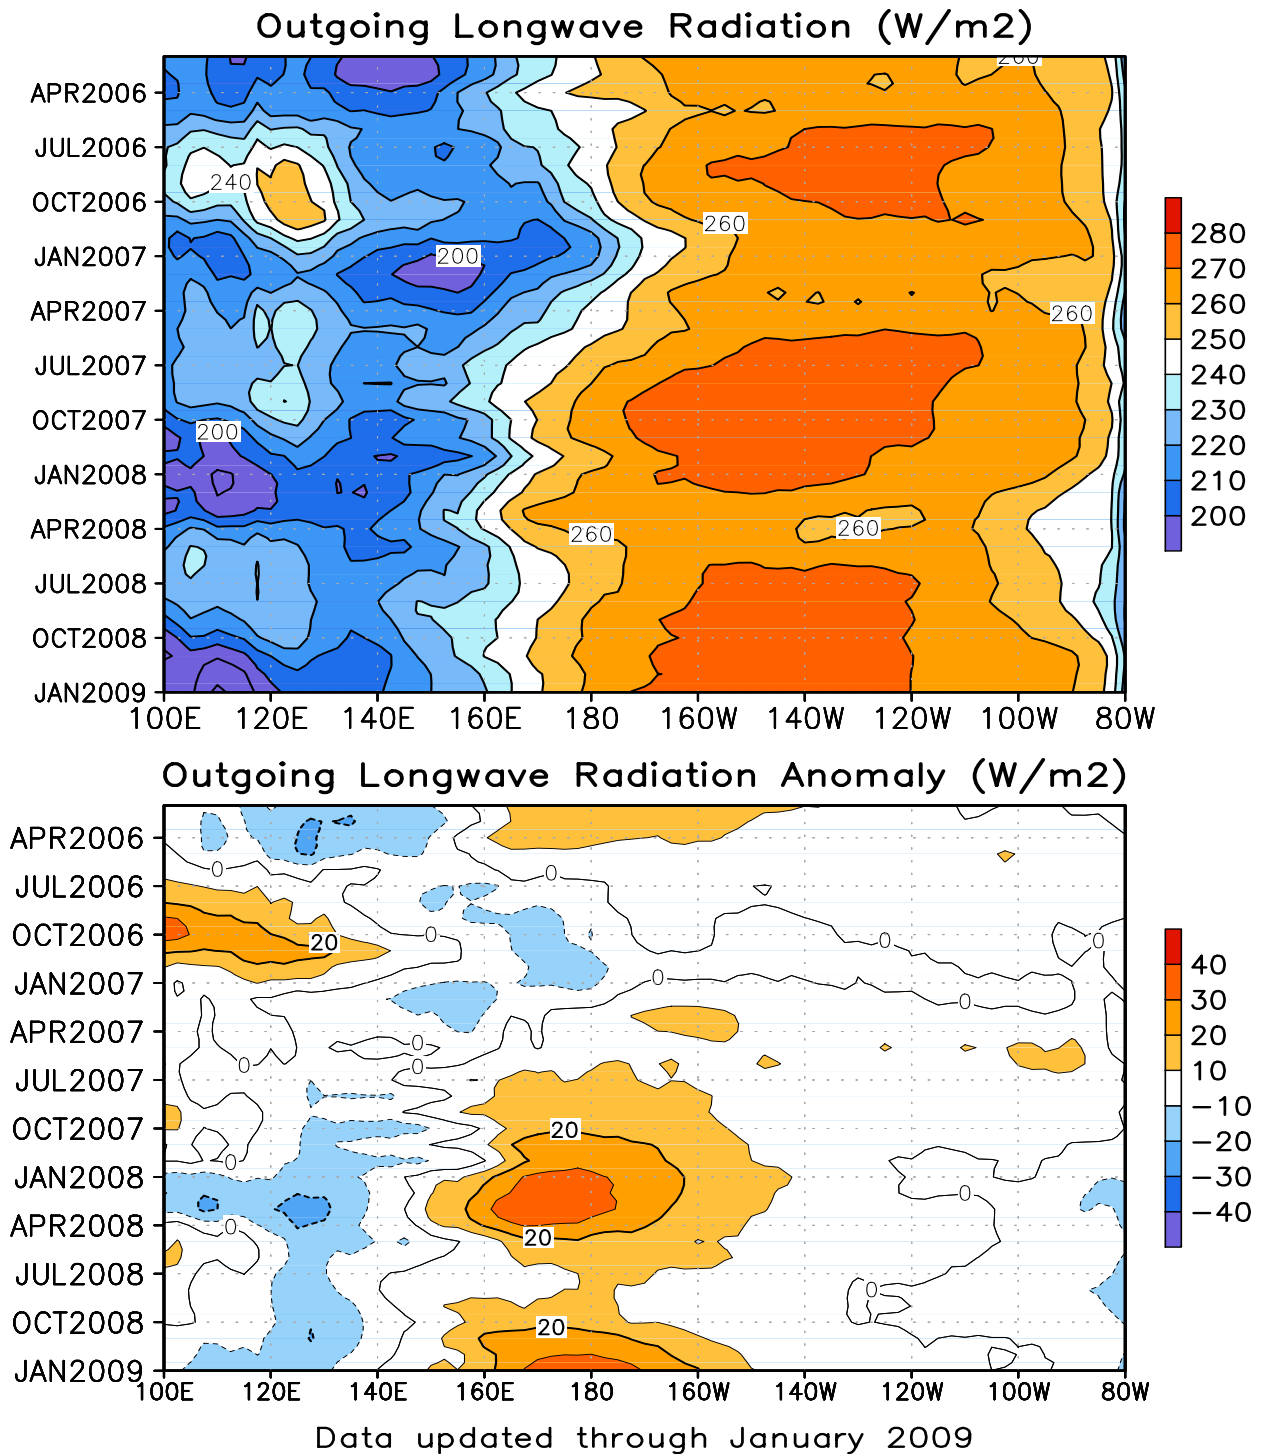 Outgoing Longwave Radiation (W/m2)
260
APR2006
JUL2006
240
OCT2006
260
JAN2007
200
APR2007
260
JUL2007
OCT2007
200
JAN2008
APR2008
260
260
JUL2008
OCT2008
JAN2009
100E 120E 140E 160E 180 160W 140W 120W 100W 80W
280
270
260
250
240
230
220
210
200
Outgoing Longwave Radiation Anomaly (W/m2)
APR2006
0
0
JUL2006
OCT2006
20
0
0
0
JAN2007
0
0
APR2007
0
0
0
JUL2007
OCT2007
20
0
JAN2008
0
APR2008
0
20
JUL2008
0
OCT2008
20
JAN2009
100E 120E 140E 160E 180 160W 140W 120W 100W 80W
40
30
20
10
−10
−20
−30
−40
Data updated through January 2009